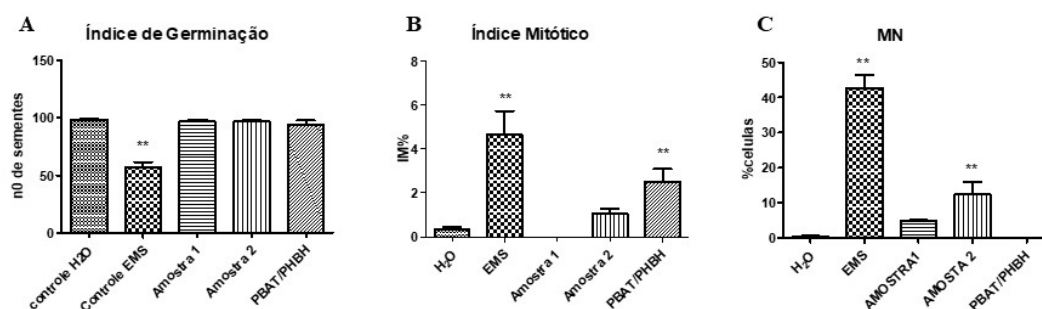 A
Índice de Germinação
150
100
50
0
n0 de sementes
**
controle H2O
Controle EMS
Amostra 1
Amostra 2
PBAT/PHBH
B
Índice Mitótico
8
6
4
2
0
IM%
**
**
H₂O
EMS
Amostra 1
Amostra 2
PBAT/PHBH
C
MN
50
40
30
20
10
0
%celulas
**
**
H₂O
EMS
AMOSTRA1
AMOSTA 2
PBAT/PHBH